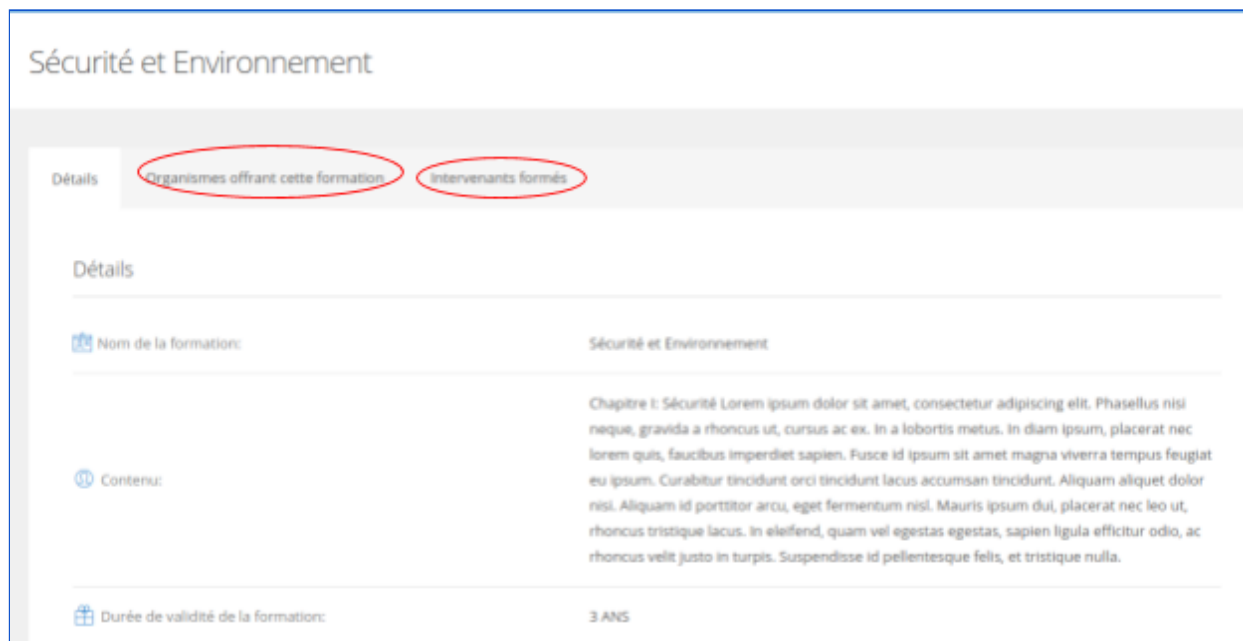 Sécurité et Environnement
Détails Organismes offrant cette formation Intervenants formés
Détails
Nom de la formation: Sécurité et Environnement
Chapitre I: Sécurité Lorem ipsum dolor sit amet, consectetur adipiscing elit. Phasellus nisi
neque, gravida a rhoncus ut, cursus ac ex. In a lobortis metus. In diam ipsum, placerat nec
lorem quis, faucibus imperdiet sapien. Fusce id ipsum sit amet magna viverra tempus feugiat
Contenu: eu ipsum. Curabitur tincidunt orci tincidunt lacus accumsan tincidunt. Aliquam aliquet dolor
nisi. Aliquam id porttitor arcu, eget fermentum nisl. Mauris ipsum dui, placerat nec leo ut,
rhoncus tristique lacus. In eleifend, quam vel egestas egestas, sapien ligula efficitur odio, ac
rhoncus velit justo in turpis. Suspendisse id pellentesque felis, et tristique nulla.
Durée de validité de la formation: 3 ANS